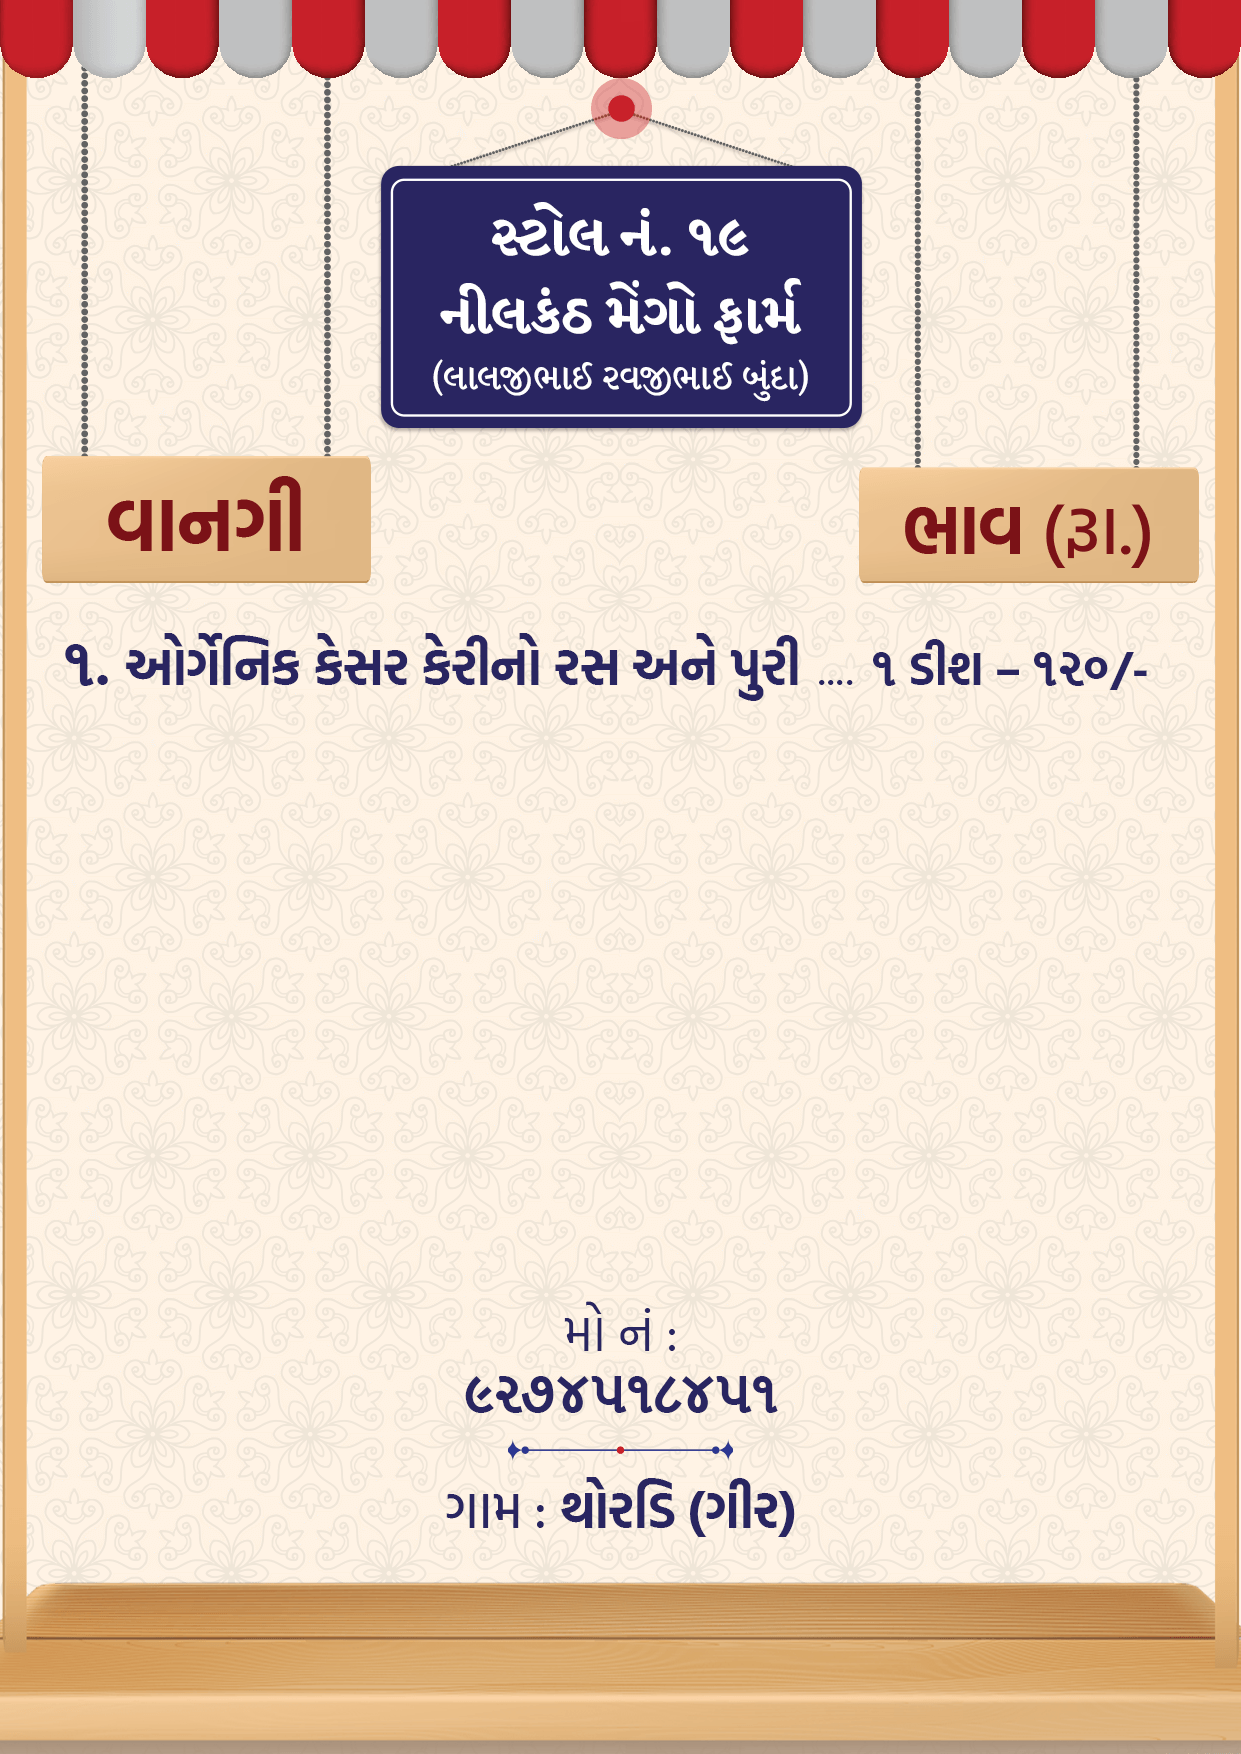 સ્ટોલ નં. ૧૯
નીલકંઠ મેંગો ફાર્મ
(લાલજીભાઈ રવજીભાઈ બુંદા)
વાનગી
ભાવ (રૂા.)
૧. ઓર્ગેનિક કેસર કેરીનો રસ અને પુરી .... ૧ ડીશ – ૧૨૦/-
મો નં :
૯૨૭૪૫૧૮૪૫૧
ગામ : થોરડિ (ગીર)